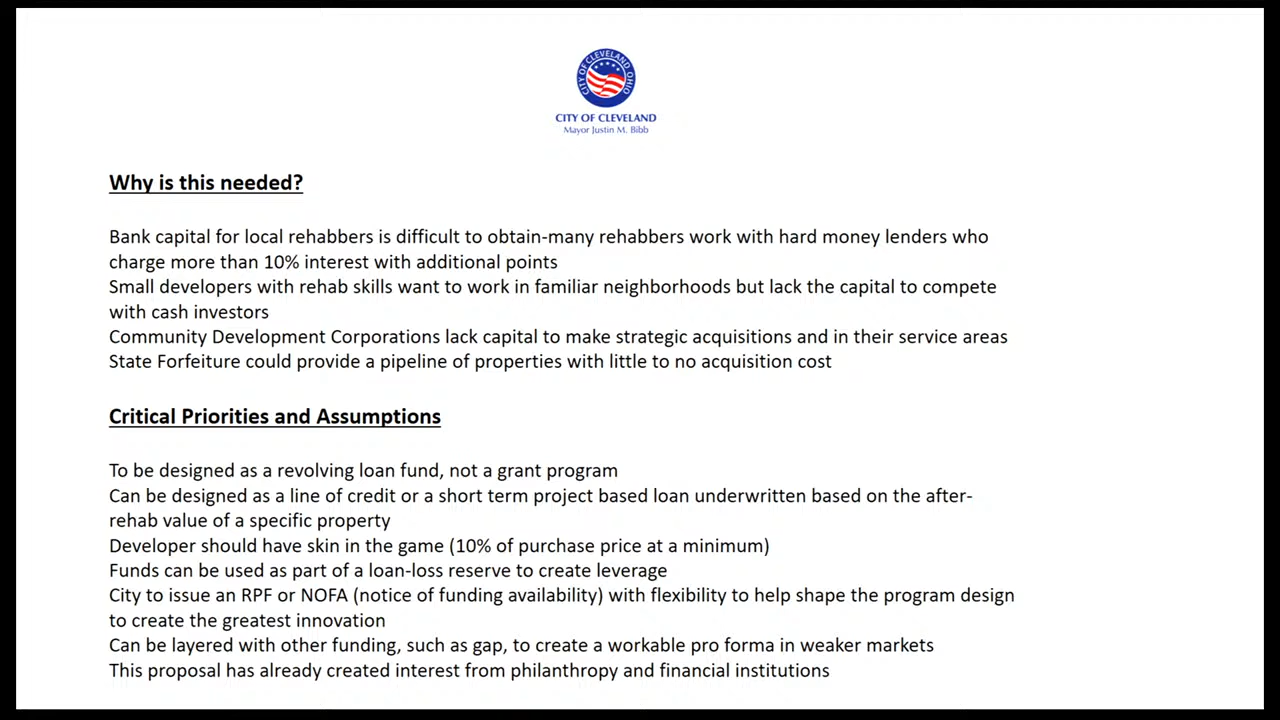 CITY OF CLEVELAND, OHIO
CITY OF CLEVELAND
Mayor Justin M. Bibb
Why is this needed?
Bank capital for local rehabbers is difficult to obtain-many rehabbers work with hard money lenders who
charge more than 10% interest with additional points
Small developers with rehab skills want to work in familiar neighborhoods but lack the capital to compete
with cash investors
Community Development Corporations lack capital to make strategic acquisitions and in their service areas
State Forfeiture could provide a pipeline of properties with little to no acquisition cost
Critical Priorities and Assumptions
To be designed as a revolving loan fund, not a grant program
Can be designed as a line of credit or a short term project based loan underwritten based on the after-
rehab value of a specific property
Developer should have skin in the game (10% of purchase price at a minimum)
Funds can be used as part of a loan-loss reserve to create leverage
City to issue an RPF or NOFA (notice of funding availability) with flexibility to help shape the program design
to create the greatest innovation
Can be layered with other funding, such as gap, to create a workable pro forma in weaker markets
This proposal has already created interest from philanthropy and financial institutions